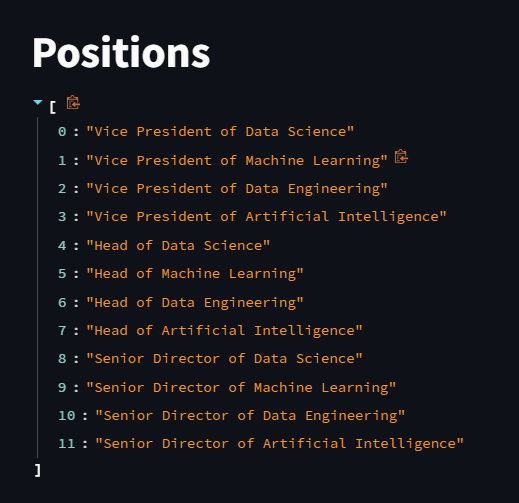 Positions
[
0 : "Vice President of Data Science"
1 : "Vice President of Machine Learning"
2 : "Vice President of Data Engineering"
3 : "Vice President of Artificial Intelligence"
4 : "Head of Data Science"
5 : "Head of Machine Learning"
6 : "Head of Data Engineering"
7 : "Head of Artificial Intelligence"
8 : "Senior Director of Data Science"
9 : "Senior Director of Machine Learning"
10 : "Senior Director of Data Engineering"
11 : "Senior Director of Artificial Intelligence"
]